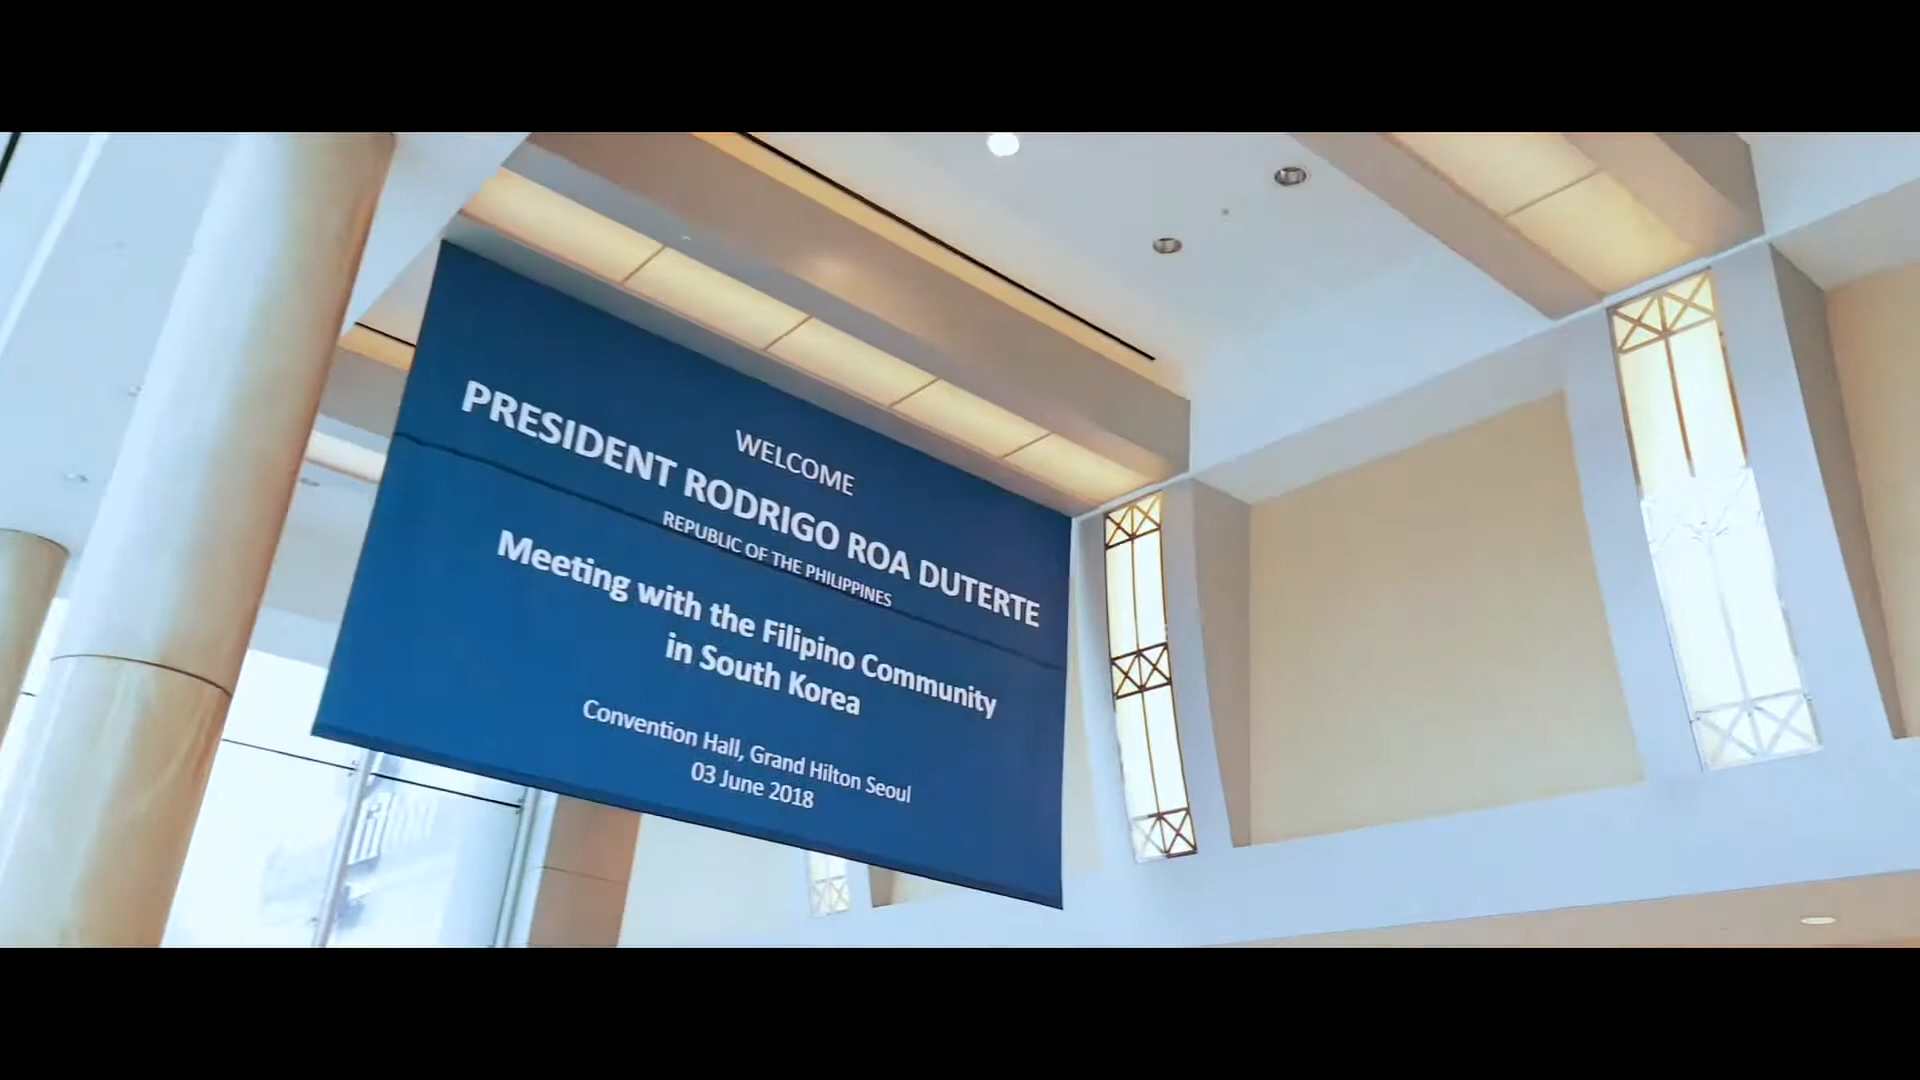 WELCOME
PRESIDENT RODRIGO ROA DUTERTE
REPUBLIC OF THE PHILIPPINES
Meeting with the Filipino Community
in South Korea
Convention Hall, Grand Hilton Seoul
03 June 2018